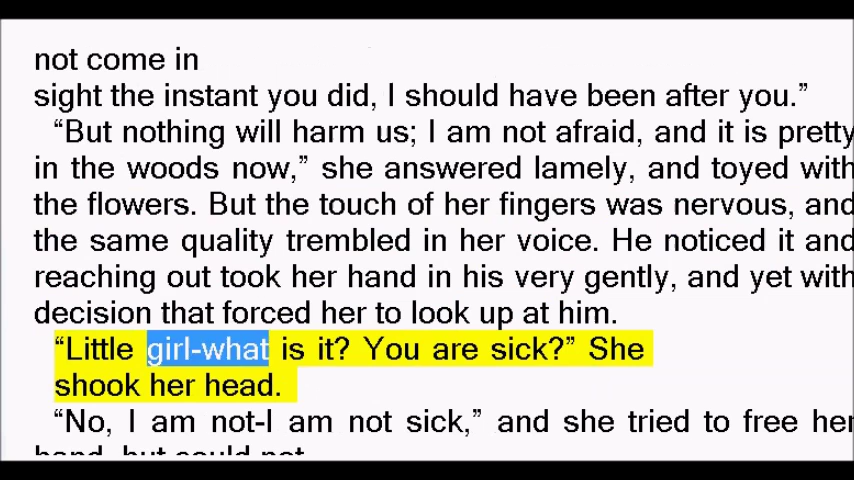 not come in
sight the instant you did, I should have been after you.”
“But nothing will harm us; I am not afraid, and it is pretty
in the woods now,” she answered lamely, and toyed with
the flowers. But the touch of her fingers was nervous, and
the same quality trembled in her voice. He noticed it and
reaching out took her hand in his very gently, and yet with
decision that forced her to look up at him.
“Little girl-what is it? You are sick?” She
shook her head.
“No, I am not-I am not sick,” and she tried to free her
hand, but could not